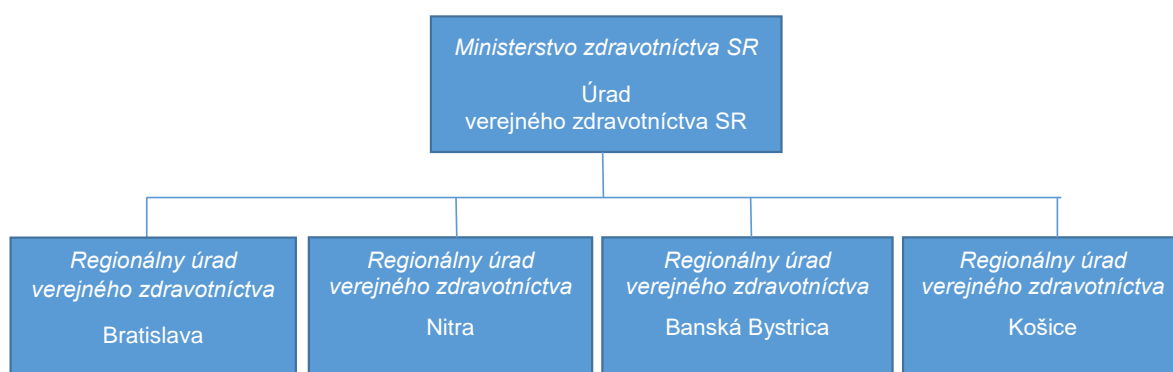 Ministerstvo zdravotníctva SR
Úrad
verejného zdravotníctva SR
Regionálny úrad
verejného zdravotníctva
Bratislava
Regionálny úrad
verejného zdravotníctva
Nitra
Regionálny úrad
verejného zdravotníctva
Banská Bystrica
Regionálny úrad
verejného zdravotníctva
Košice